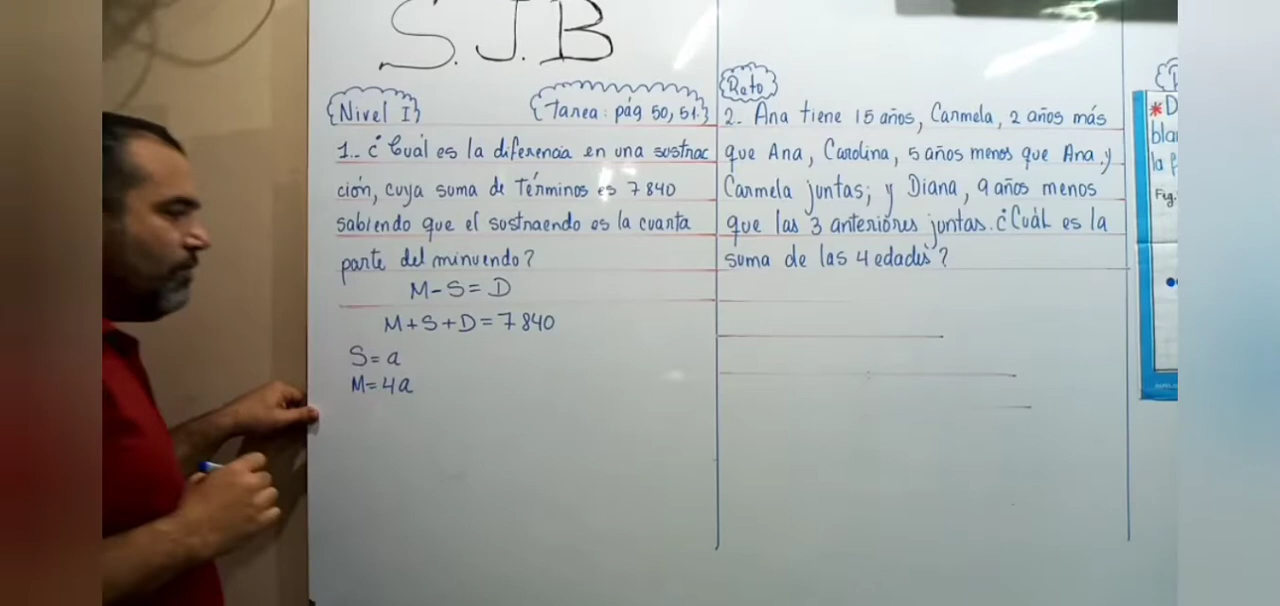 S.J.B
Nivel I
Tarea: pág 50, 51.
1.. ¿Cuál es la diferencia en una sustrac
ción, cuya suma de términos es 7 840
sabiendo que el sustraendo es la cuarta
parte del minuendo?
M-S=D
M+S+D=7 840
S=a
M=4a
Reto
2. Ana tiene 15 años, Carmela, 2 años más
que Ana, Carolina, 5 años menos que Ana y
Carmela juntas; y Diana, 9 años menos
que las 3 anteriores juntas. ¿Cuál es la
suma de las 4 edades?
*D
bla
la f
Fig.